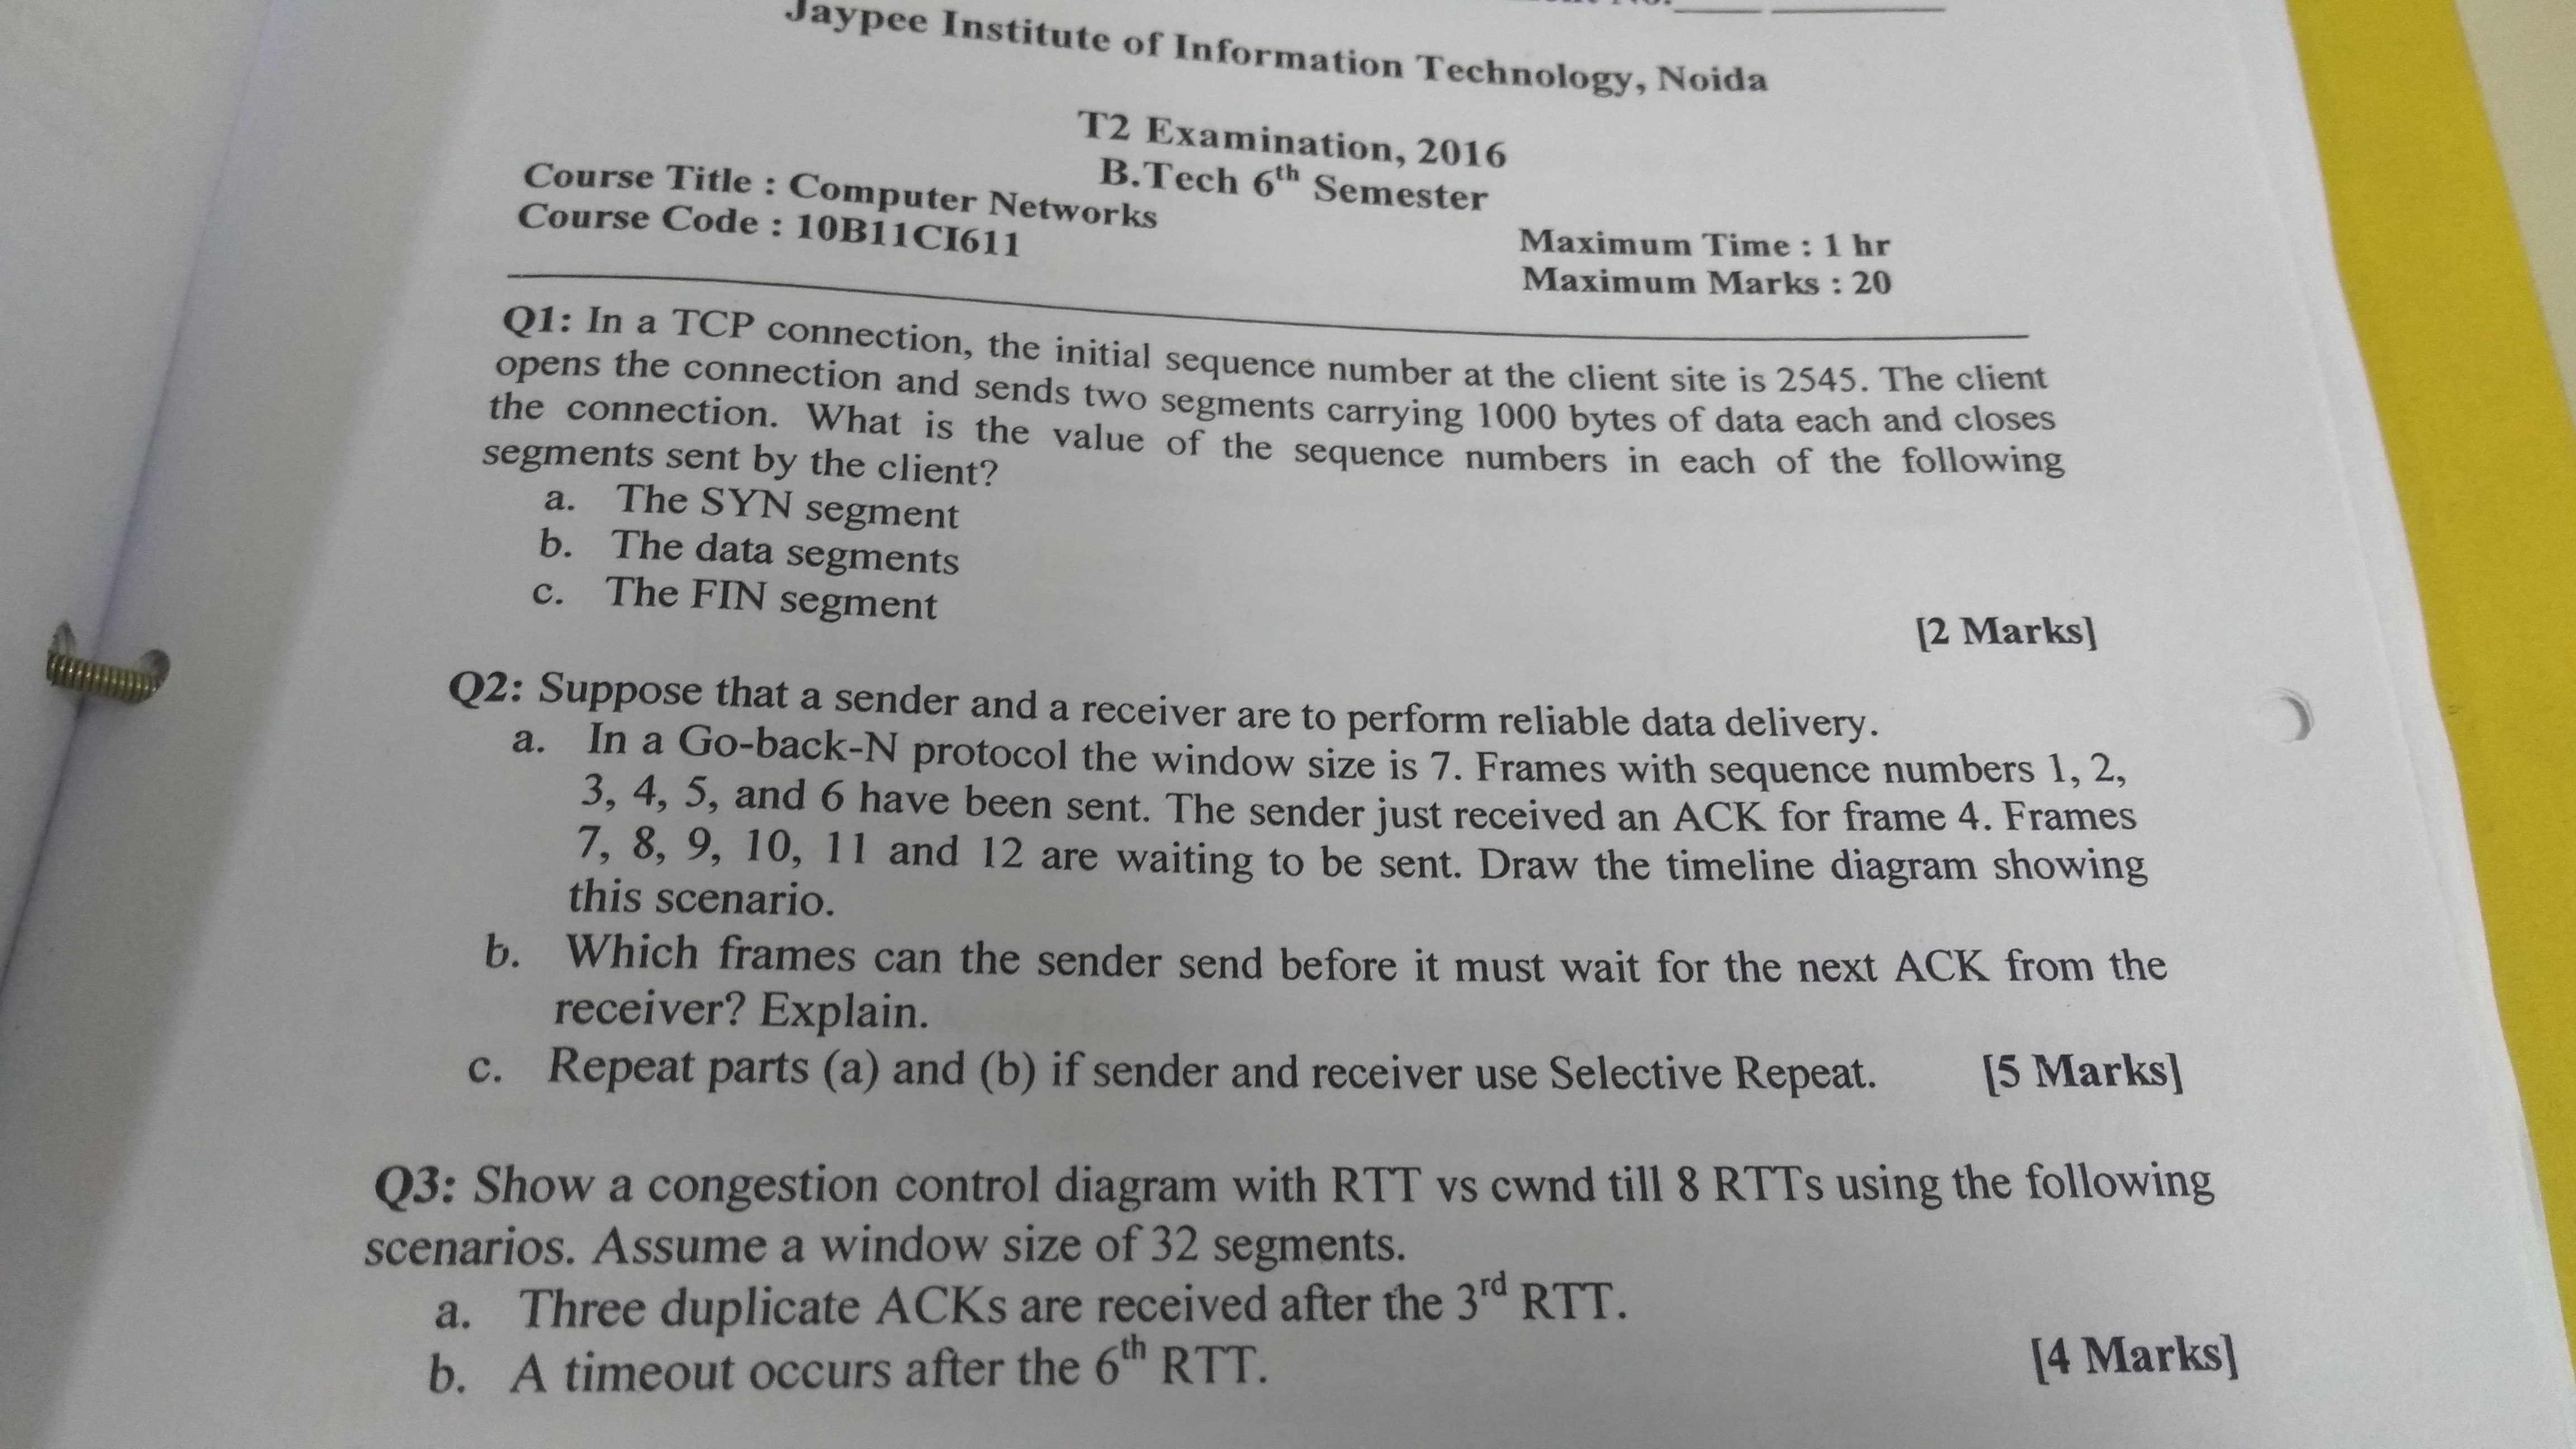 Jaypee Institute of Information Technology, Noida
T2 Examination, 2016
B.Tech 6th Semester
Course Title : Computer Networks
Course Code : 10B11CI611
Maximum Time : 1 hr
Maximum Marks : 20
Q1: In a TCP connection, the initial sequence number at the client site is 2545. The client
opens the connection and sends two segments carrying 1000 bytes of data each and closes
the connection. What is the value of the sequence numbers in each of the following
segments sent by the client?
a. The SYN segment
b. The data segments
c. The FIN segment
[2 Marks]
Q2: Suppose that a sender and a receiver are to perform reliable data delivery.
a. In a Go-back-N protocol the window size is 7. Frames with sequence numbers 1, 2,
3, 4, 5, and 6 have been sent. The sender just received an ACK for frame 4. Frames
7, 8, 9, 10, 11 and 12 are waiting to be sent. Draw the timeline diagram showing
this scenario.
b. Which frames can the sender send before it must wait for the next ACK from the
receiver? Explain.
c. Repeat parts (a) and (b) if sender and receiver use Selective Repeat. [5 Marks]
Q3: Show a congestion control diagram with RTT vs cwnd till 8 RTTs using the following
scenarios. Assume a window size of 32 segments.
a. Three duplicate ACKs are received after the 3rd RTT.
b. A timeout occurs after the 6th RTT.
[4 Marks]